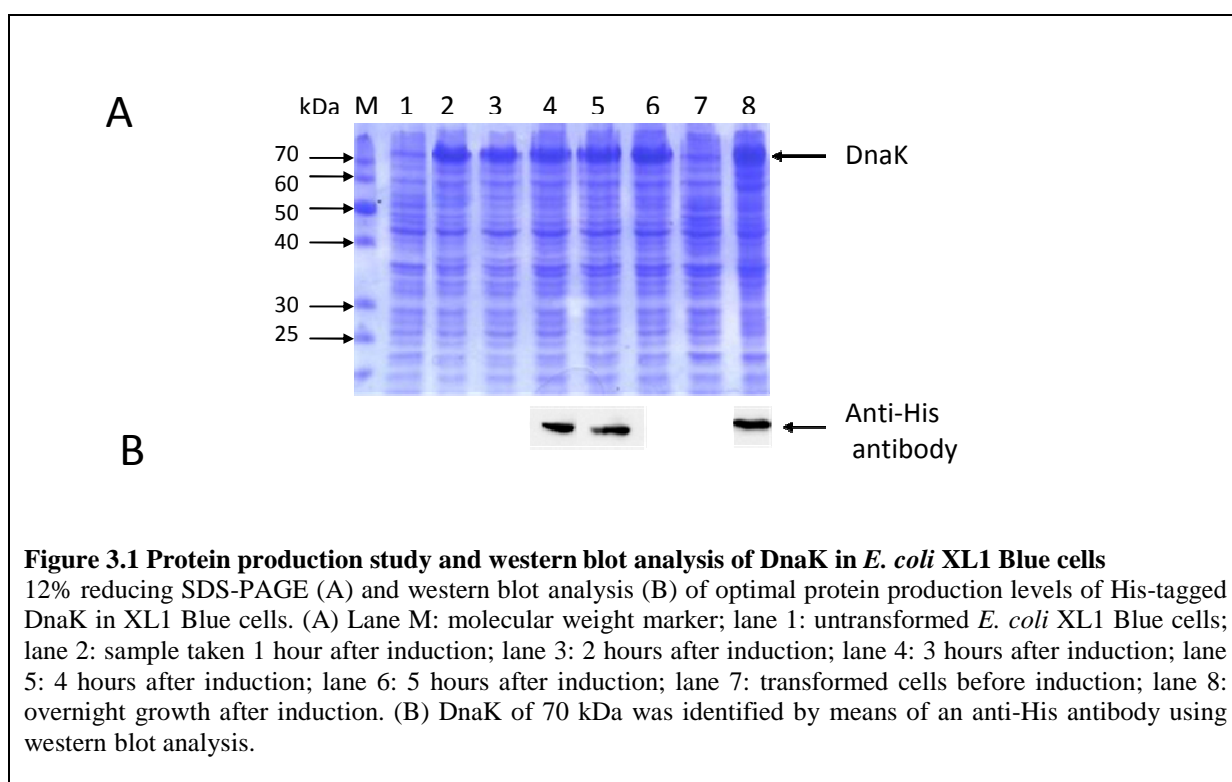 A
kDa M 1 2 3 4 5 6 7 8
70
60
50
40
30
25
DnaK
B
Anti-His
antibody
Figure 3.1 Protein production study and western blot analysis of DnaK in E. coli XL1 Blue cells
12% reducing SDS-PAGE (A) and western blot analysis (B) of optimal protein production levels of His-tagged
DnaK in XL1 Blue cells. (A) Lane M: molecular weight marker; lane 1: untransformed E. coli XL1 Blue cells;
lane 2: sample taken 1 hour after induction; lane 3: 2 hours after induction; lane 4: 3 hours after induction; lane
5: 4 hours after induction; lane 6: 5 hours after induction; lane 7: transformed cells before induction; lane 8:
overnight growth after induction. (B) DnaK of 70 kDa was identified by means of an anti-His antibody using
western blot analysis.